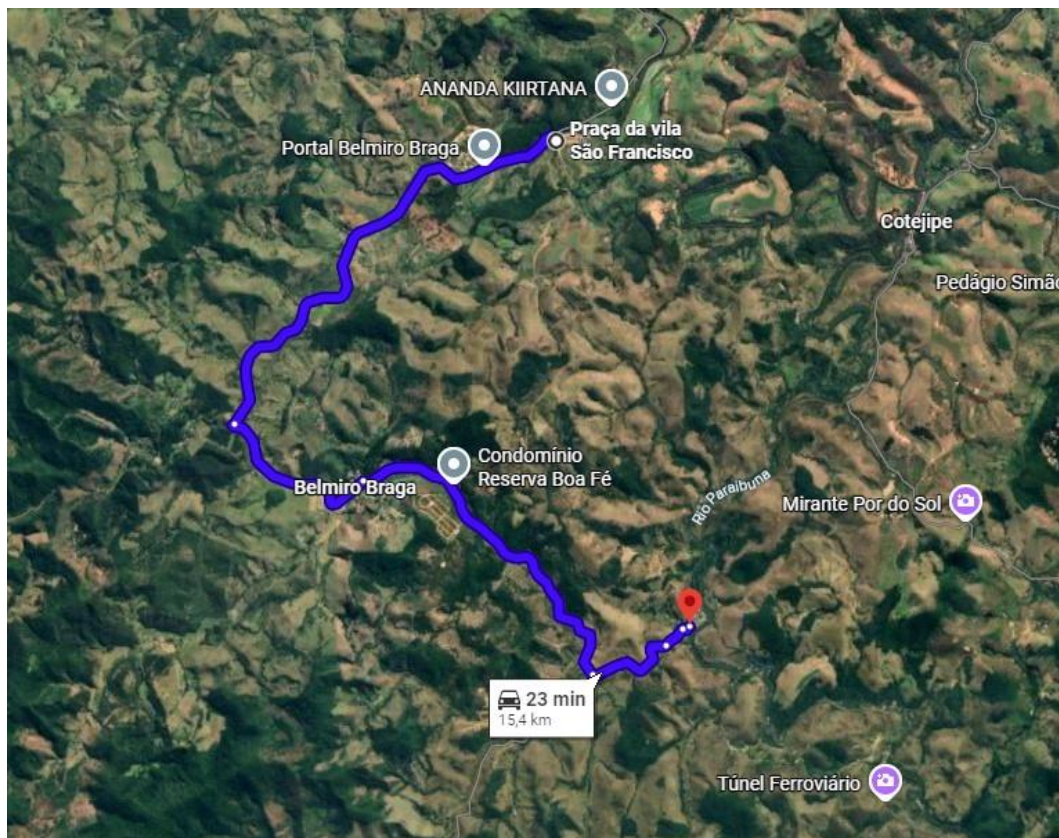 ANANDA KIIRTANA
Praça da vila
São Francisco
Portal Belmiro Braga
Cotejipe
Pedágio Simão
Condomínio
Reserva Boa Fé
Belmiro Braga
Rio Paraibuna
Mirante Por do Sol
23 min
15,4 km
Túnel Ferroviário